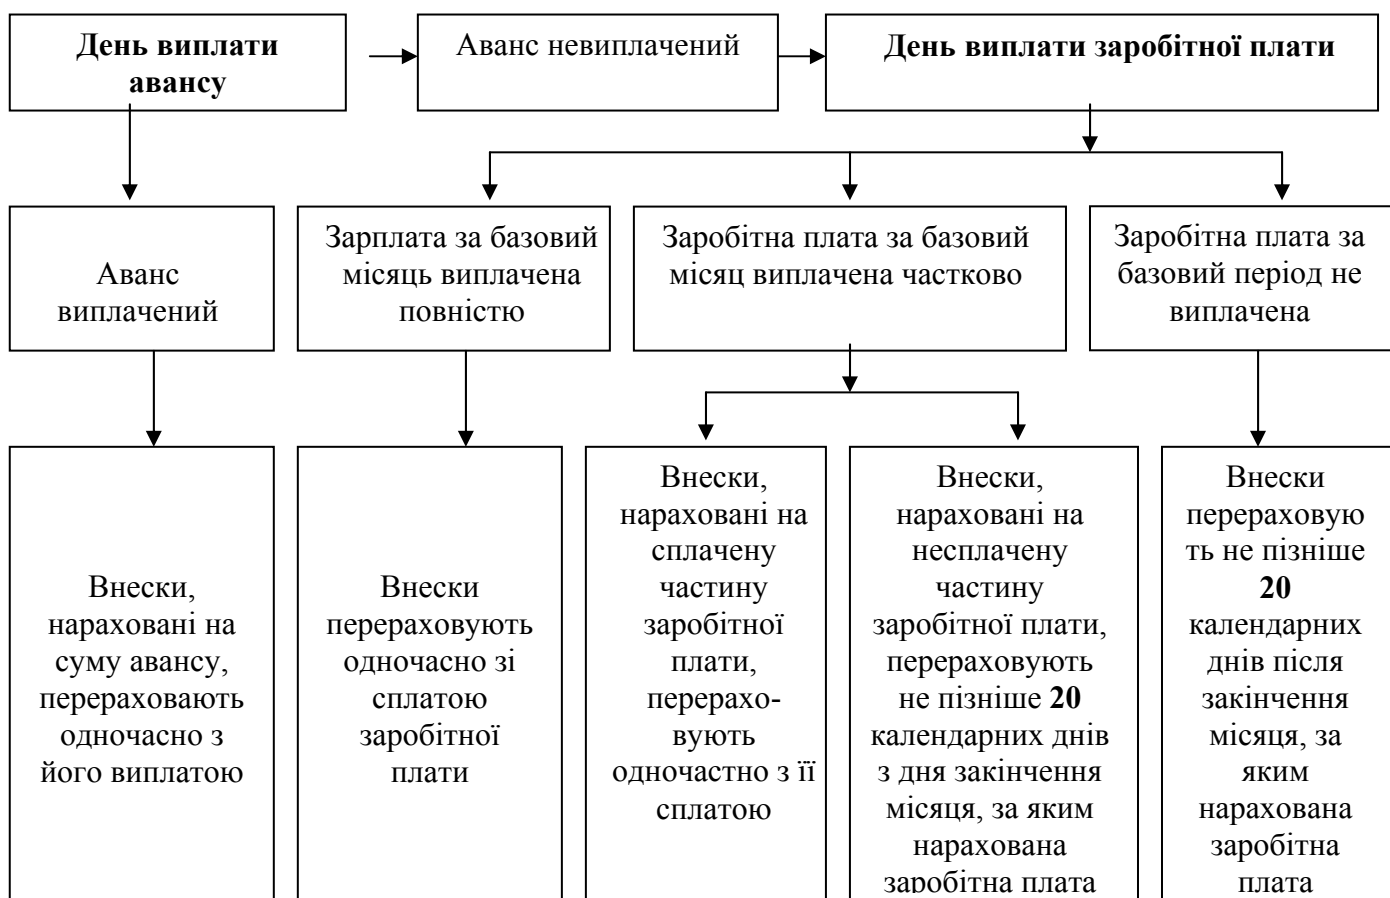 День виплати
авансу
Аванс невиплачений
День виплати заробітної плати
Аванс
виплачений
Зарплата за базовий
місяць виплачена
повністю
Заробітна плата за базовий
місяц виплачена частково
Заробітна плата за
базовий період не
виплачена
Внески,
нараховані на
суму авансу,
перераховають
одночасно з
його виплатою
Внески
перераховують
одночасно зі
сплатою
заробітної
плати
Внески,
нараховані на
сплачену
частину
заробітної
плати,
перерахо-
вують
одночастно з її
сплатою
Внески,
нараховані на
несплачену
частину
заробітної плати,
перераховують
не пізніше 20
календарних днів
з дня закінчення
місяця, за яким
нарахована
заробітна плата
Внески
перераховую
ть не пізніше
20
календарних
днів після
закінчення
місяця, за
яким
нарахована
заробітна
плата